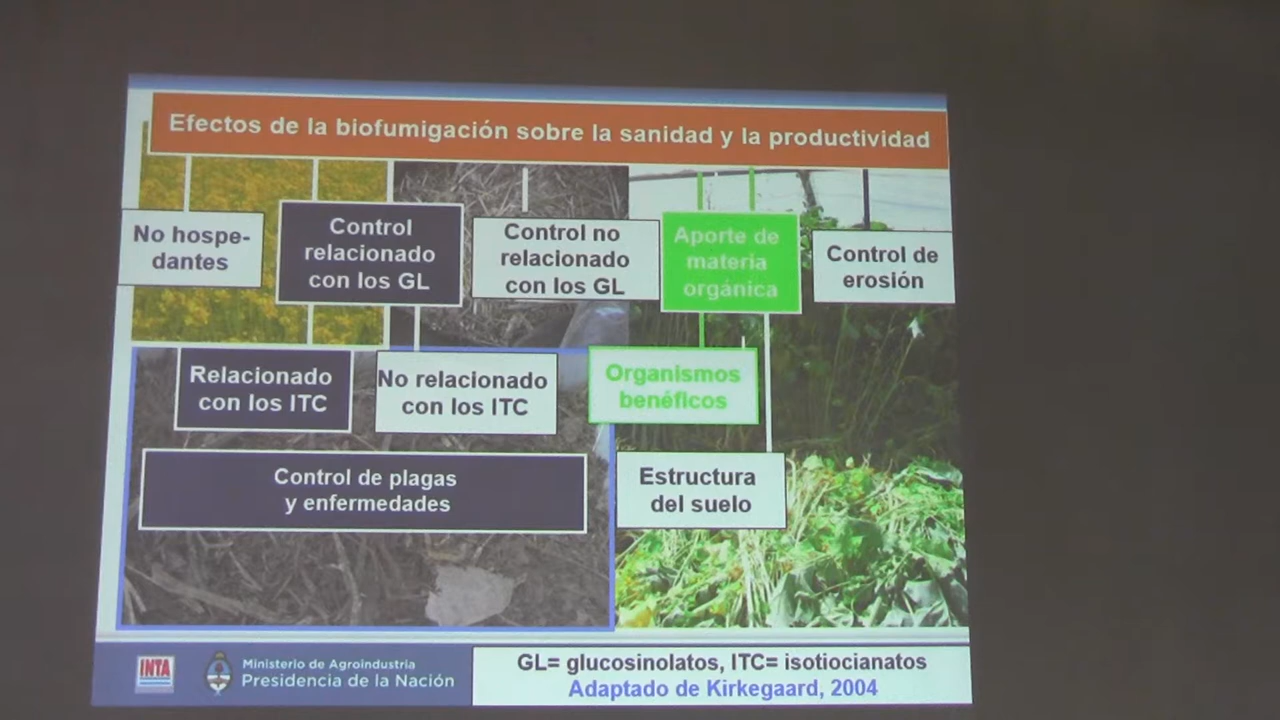 Efectos de la biofumigación sobre la sanidad y la productividad
No hospe-
dantes
Control
relacionado
con los GL
Control no
relacionado
con los GL
Aporte de
materia
orgánica
Control de
erosión
Relacionado
con los ITC
No relacionado
con los ITC
Organismos
benéficos
Control de plagas
y enfermedades
Estructura
del suelo
INTA
Ministerio de Agroindustria
Presidencia de la Nación
GL= glucosinolatos, ITC= isotiocianatos
Adaptado de Kirkegaard, 2004